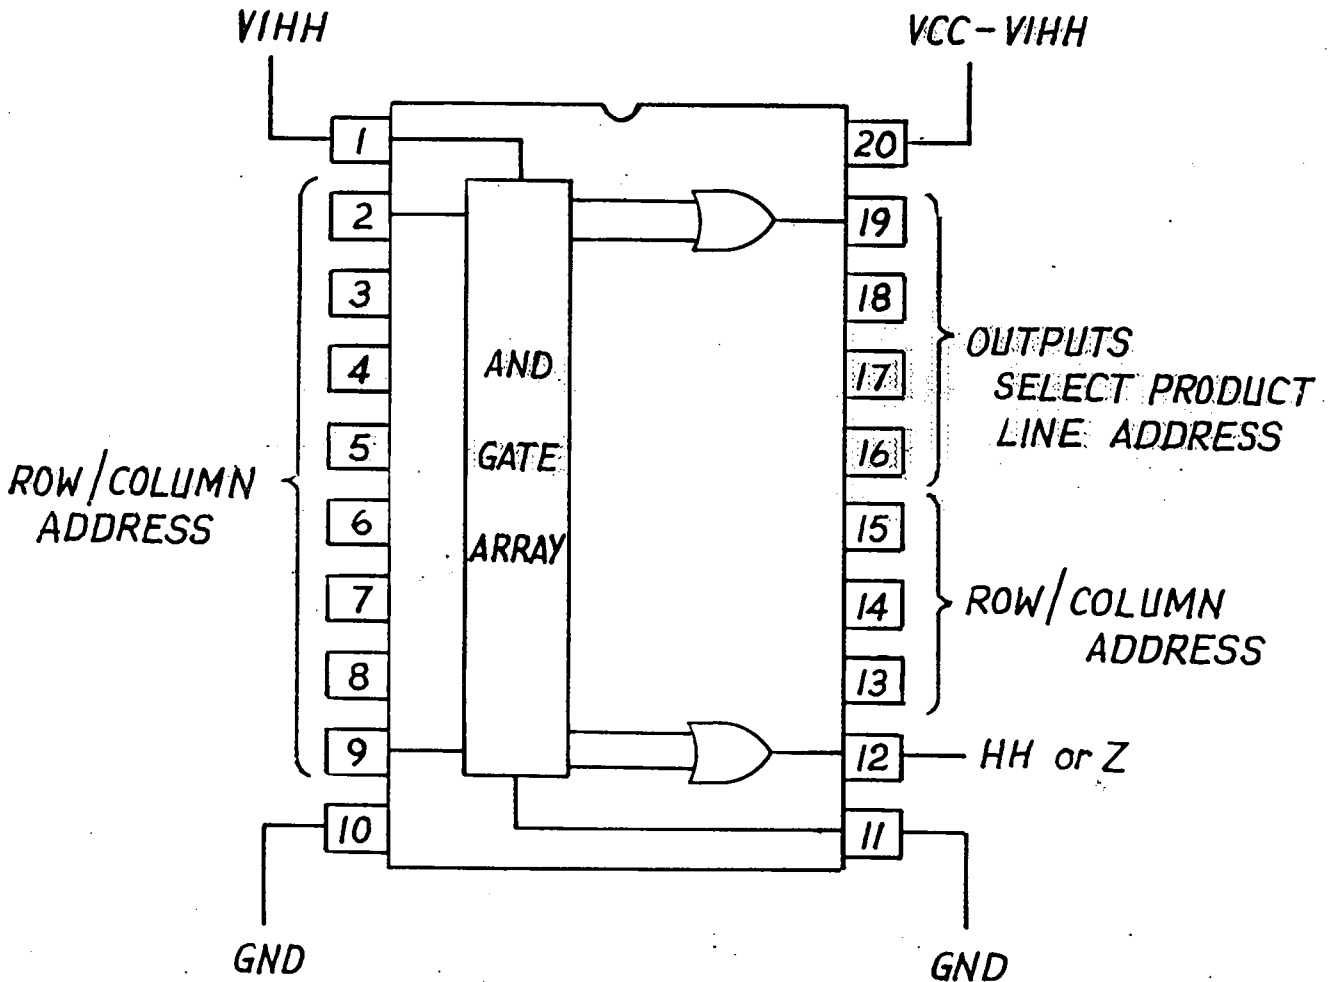 VIHH
VCC-VIHH
1
2
3
4
5
6
7
8
9
10
ROW/COLUMN
ADDRESS
AND
GATE
ARRAY
20
19
18
17
16
15
14
13
12
11
OUTPUTS
SELECT PRODUCT
LINE ADDRESS
ROW/COLUMN
ADDRESS
HH or Z
GND
GND